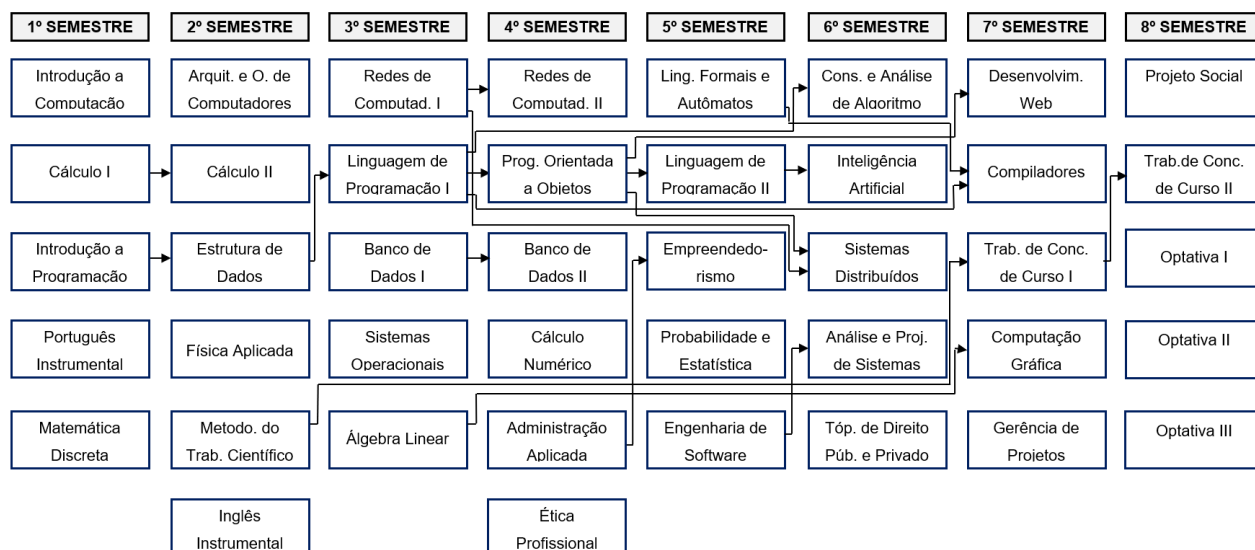 1º SEMESTRE
2º SEMESTRE
3º SEMESTRE
4º SEMESTRE
5º SEMESTRE
6º SEMESTRE
7º SEMESTRE
8º SEMESTRE
Introdução a
Computação
Arquit. e O. de
Computadores
Redes de
Computad. I
Redes de
Computad. II
Ling. Formais e
Autômatos
Cons. e Análise
de Algoritmo
Desenvolvim.
Web
Projeto Social
Cálculo I
Cálculo II
Linguagem de
Programação I
Prog. Orientada
a Objetos
Linguagem de
Programação II
Inteligência
Artificial
Compiladores
Trab.de Conc.
de Curso II
Introdução a
Programação
Estrutura de
Dados
Banco de
Dados I
Banco de
Dados II
Empreendedo-
rismo
Sistemas
Distribuídos
Trab. de Conc.
de Curso I
Optativa I
Português
Instrumental
Física Aplicada
Sistemas
Operacionais
Cálculo
Numérico
Probabilidade e
Estatística
Análise e Proj.
de Sistemas
Computação
Gráfica
Optativa II
Matemática
Discreta
Metodo. do
Trab. Científico
Álgebra Linear
Administração
Aplicada
Engenharia de
Software
Tóp. de Direito
Púb. e Privado
Gerência de
Projetos
Optativa III
Inglês
Instrumental
Ética
Profissional